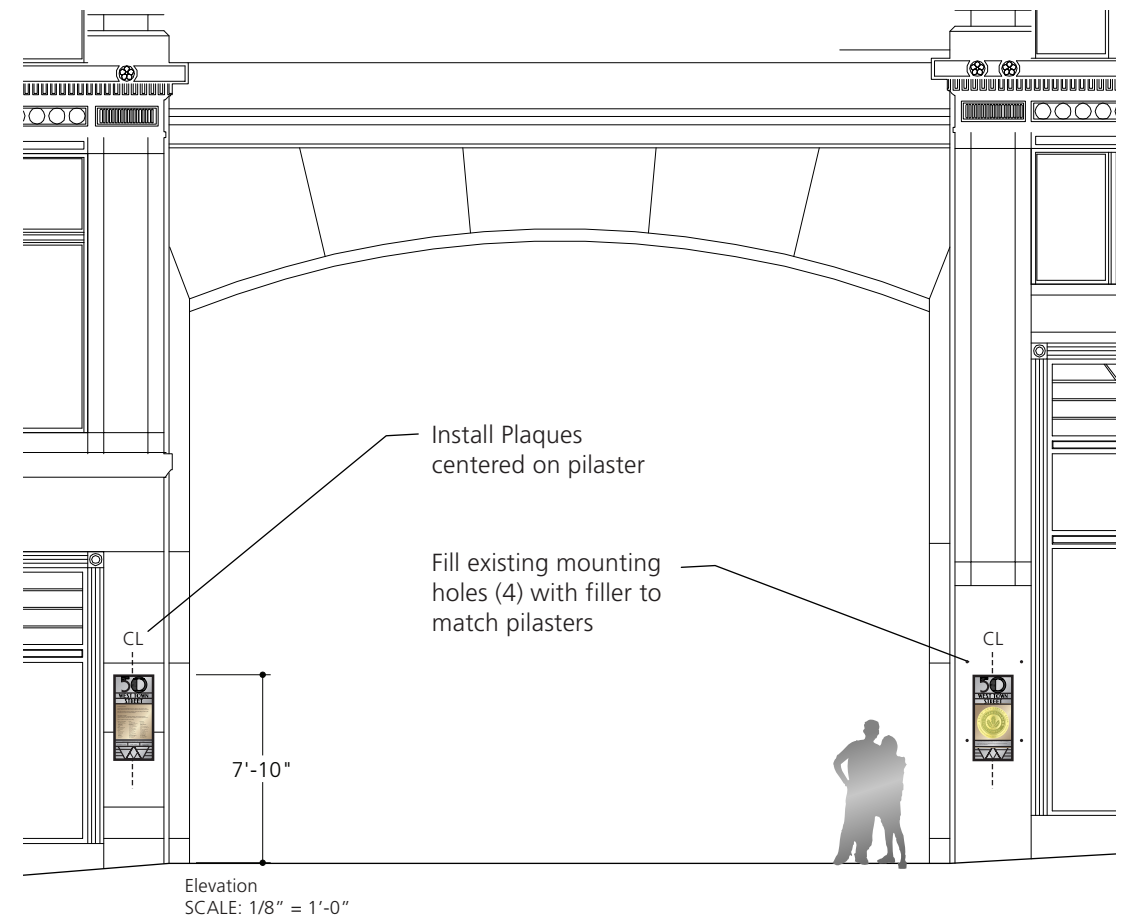 Install Plaques
centered on pilaster
Fill existing mounting
holes (4) with filler to
match pilasters
CL
CL
50
WEST TOWN
STREET
50
WEST TOWN
STREET
7'-10"
Elevation
SCALE: 1/8” = 1’-0”